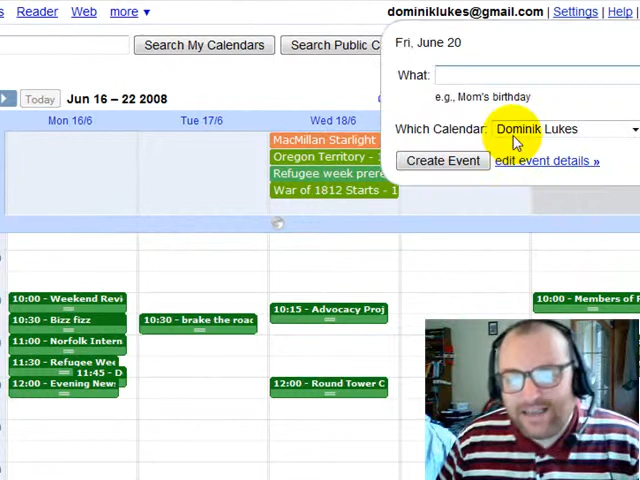 Reader Web more ▼ dominiklukes@gmail.com | Settings | Help |
Search My Calendars Search Public C
Today Jun 16 – 22 2008
Fri, June 20
What:
e.g., Mom's birthday
Which Calendar: Dominik Lukes
Create Event edit event details »
Mon 16/6 Tue 17/6 Wed 18/6
MacMillan Starlight
Oregon Territory -
Refugee week prere
War of 1812 Starts - 1
10:00 - Weekend Revi
10:00 - Members of
10:30 - Bizz fizz
10:30 - brake the road
10:15 - Advocacy Proj
11:00 - Norfolk Intern
11:30 - Refugee Wee
11:45 - D
12:00 - Evening News
12:00 - Round Tower C